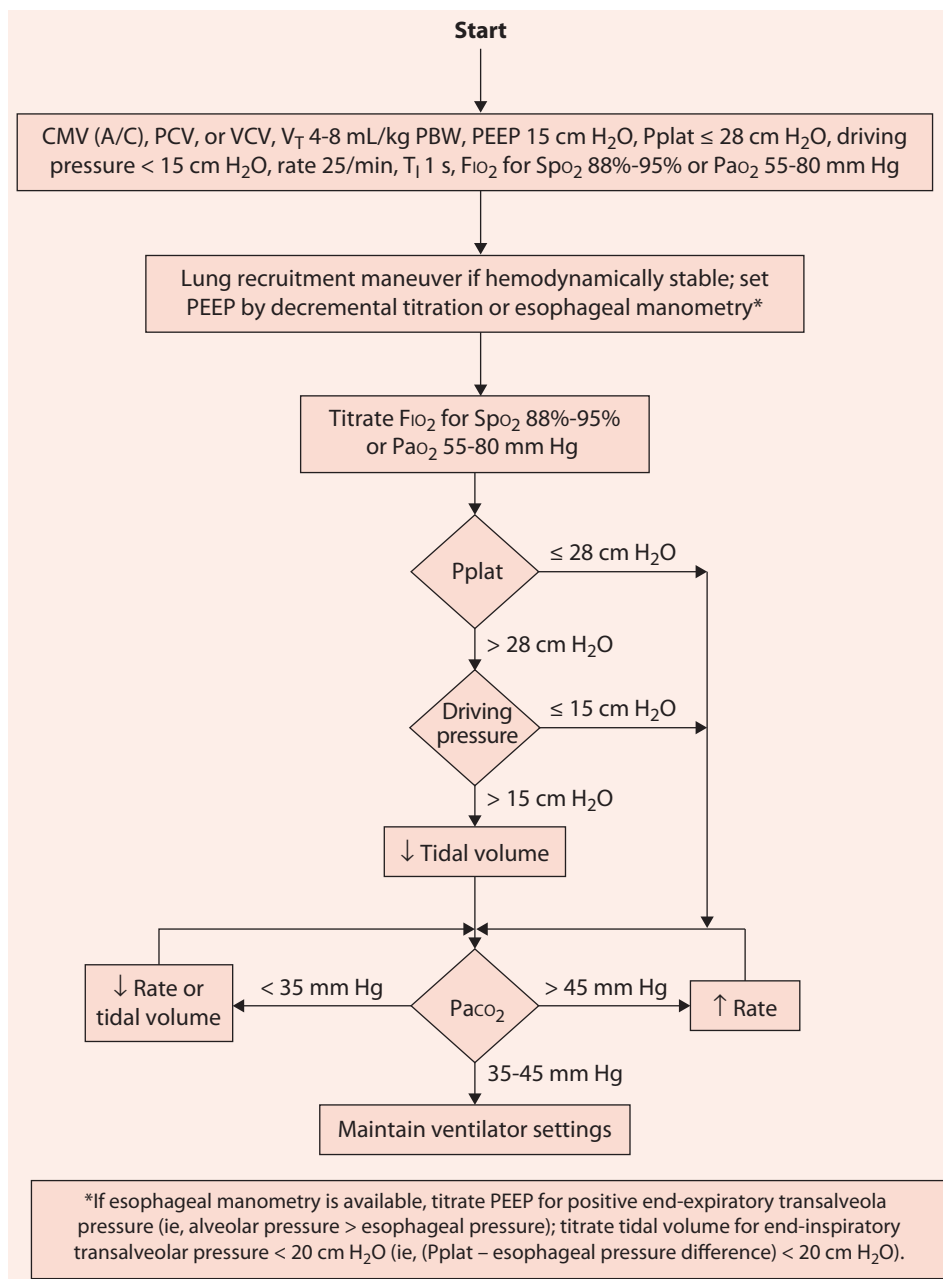 Start
CMV (A/C), PCV, or VCV, V_T 4-8 mL/kg PBW, PEEP 15 cm H₂O, Pplat ≤ 28 cm H₂O, driving
pressure < 15 cm H₂O, rate 25/min, T_I 1 s, FIO₂ for SpO₂ 88%-95% or PaO₂ 55-80 mm Hg
Lung recruitment maneuver if hemodynamically stable; set
PEEP by decremental titration or esophageal manometry*
Titrate FIO₂ for SpO₂ 88%-95%
or PaO₂ 55-80 mm Hg
Pplat
≤ 28 cm H₂O
> 28 cm H₂O
Driving
pressure
≤ 15 cm H₂O
> 15 cm H₂O
↓ Tidal volume
↓ Rate or
tidal volume
< 35 mm Hg
PaCO₂
> 45 mm Hg
↑ Rate
35-45 mm Hg
Maintain ventilator settings
*If esophageal manometry is available, titrate PEEP for positive end-expiratory transalveola
pressure (ie, alveolar pressure > esophageal pressure); titrate tidal volume for end-inspiratory
transalveolar pressure < 20 cm H₂O (ie, (Pplat – esophageal pressure difference) < 20 cm H₂O).